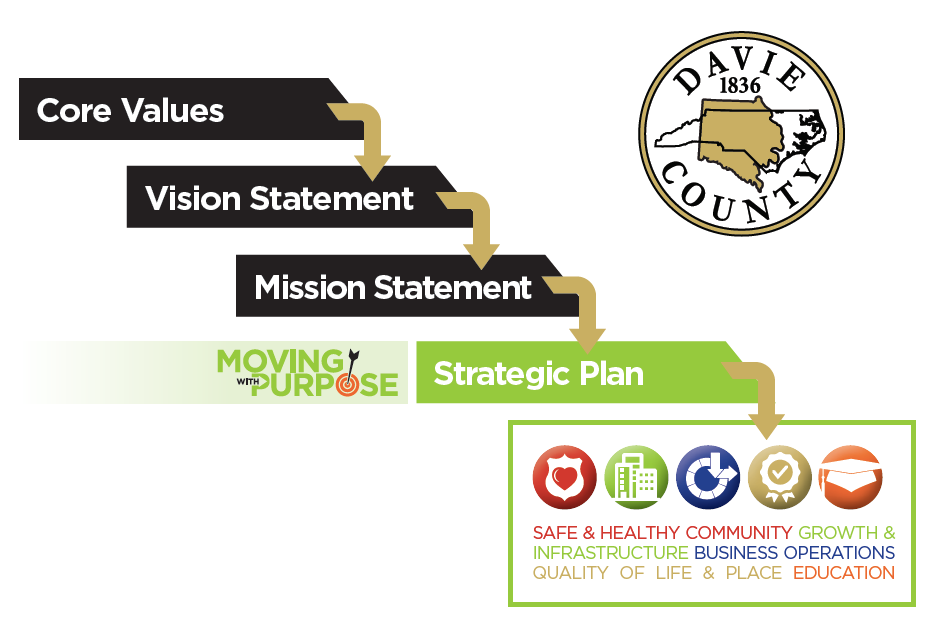 DAVIE
1836
COUNTY
Core Values
Vision Statement
Mission Statement
MOVING
WITH PURPOSE
Strategic Plan
SAFE & HEALTHY COMMUNITY GROWTH &
INFRASTRUCTURE BUSINESS OPERATIONS
QUALITY OF LIFE & PLACE EDUCATION